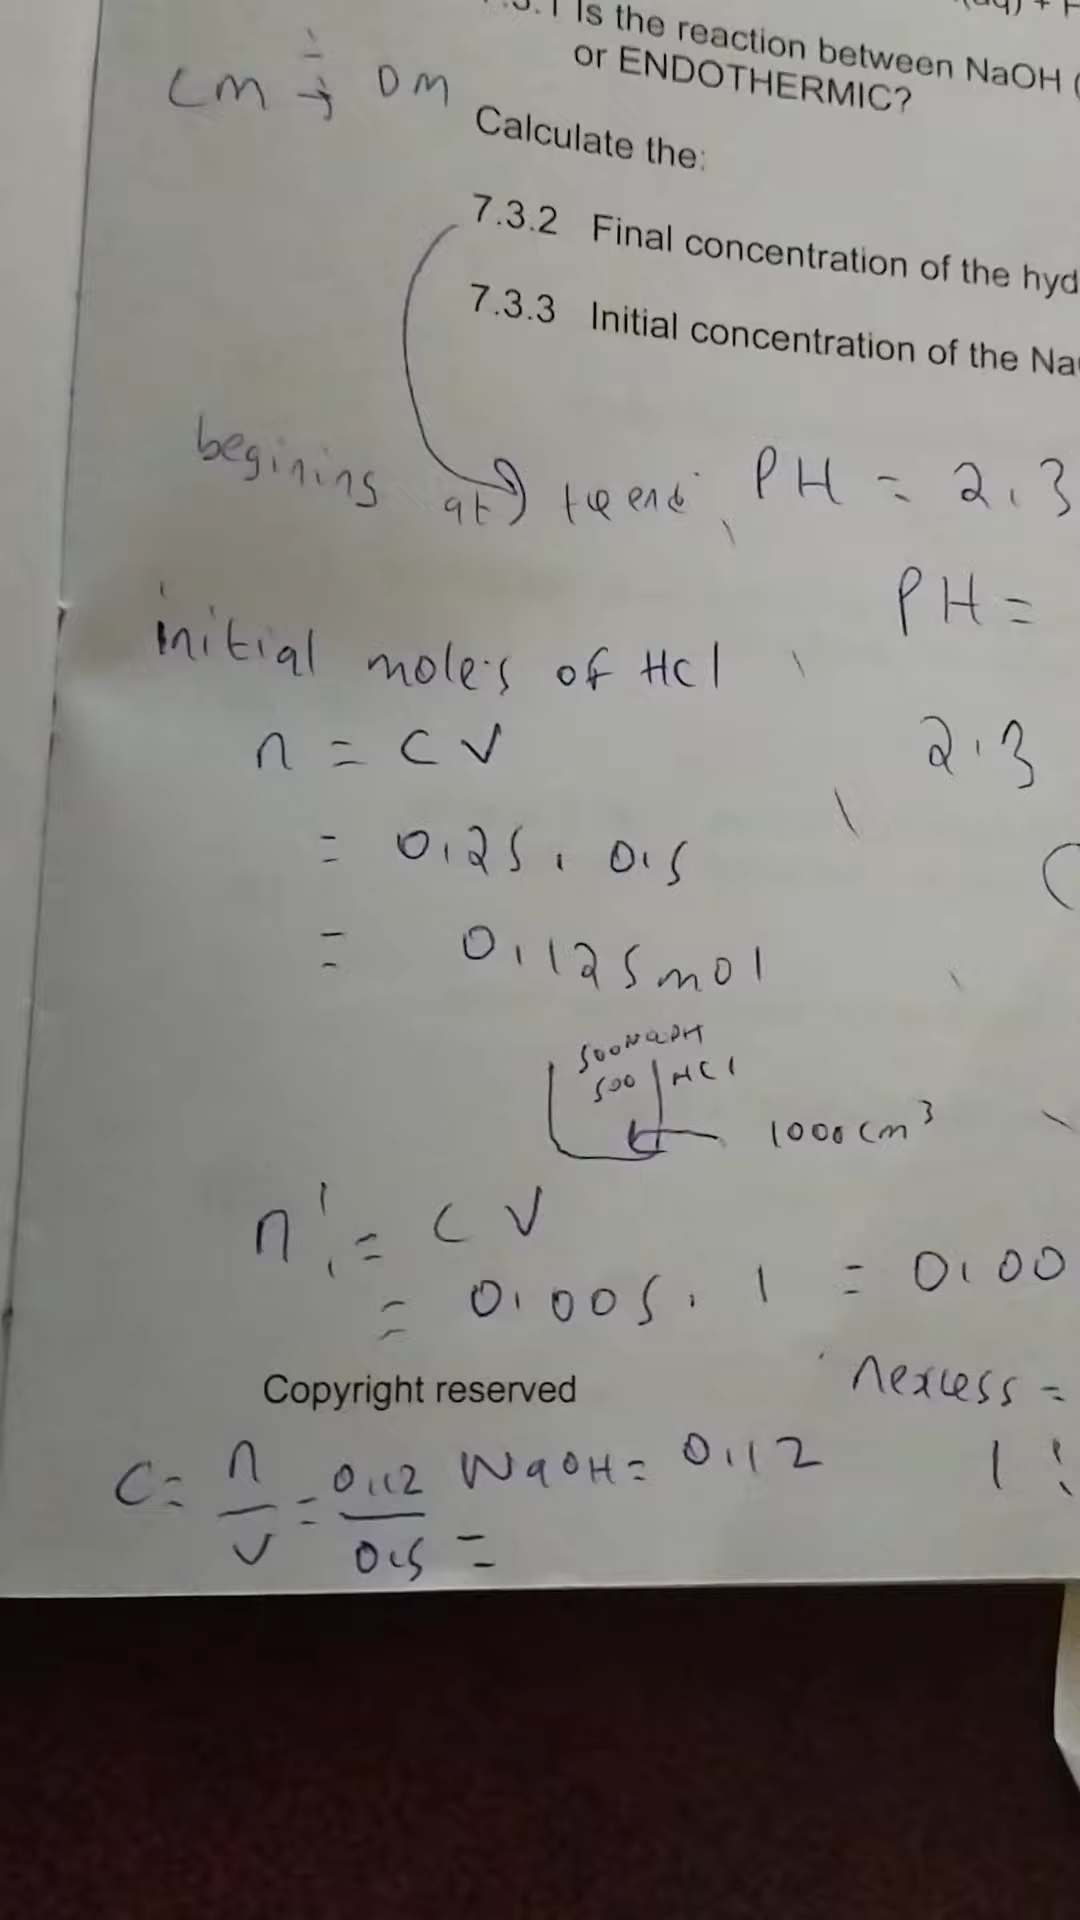 Is the reaction between NaOH (
or ENDOTHERMIC?
cm → DM
Calculate the:
7.3.2 Final concentration of the hyd
7.3.3 Initial concentration of the Na
begining at the end PH = 2.3
PH =
initial moles of HCl
n = cV
2.3
= 0,25 . 0.5
= 0,125 mol
500 NaOH
500 HCl
1000 cm³
n = cV
= 0.005 . 1 = 0.00
nexcess =
Copyright reserved
C = n/v = 0.12/0.5 =
NaOH = 0.12
1 :